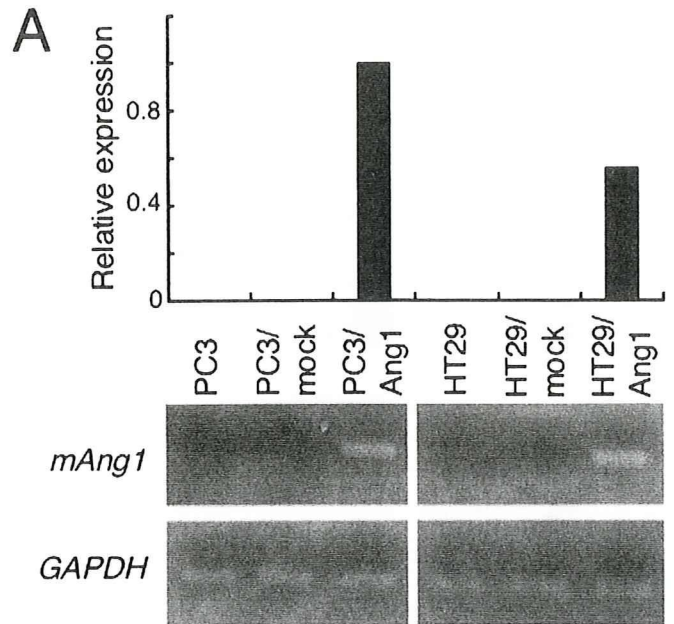 A
Relative expression
0.8
0.4
0
PC3
PC3/
mock
PC3/
Ang1
HT29
HT29/
mock
HT29/
Ang1
mAng1
GAPDH